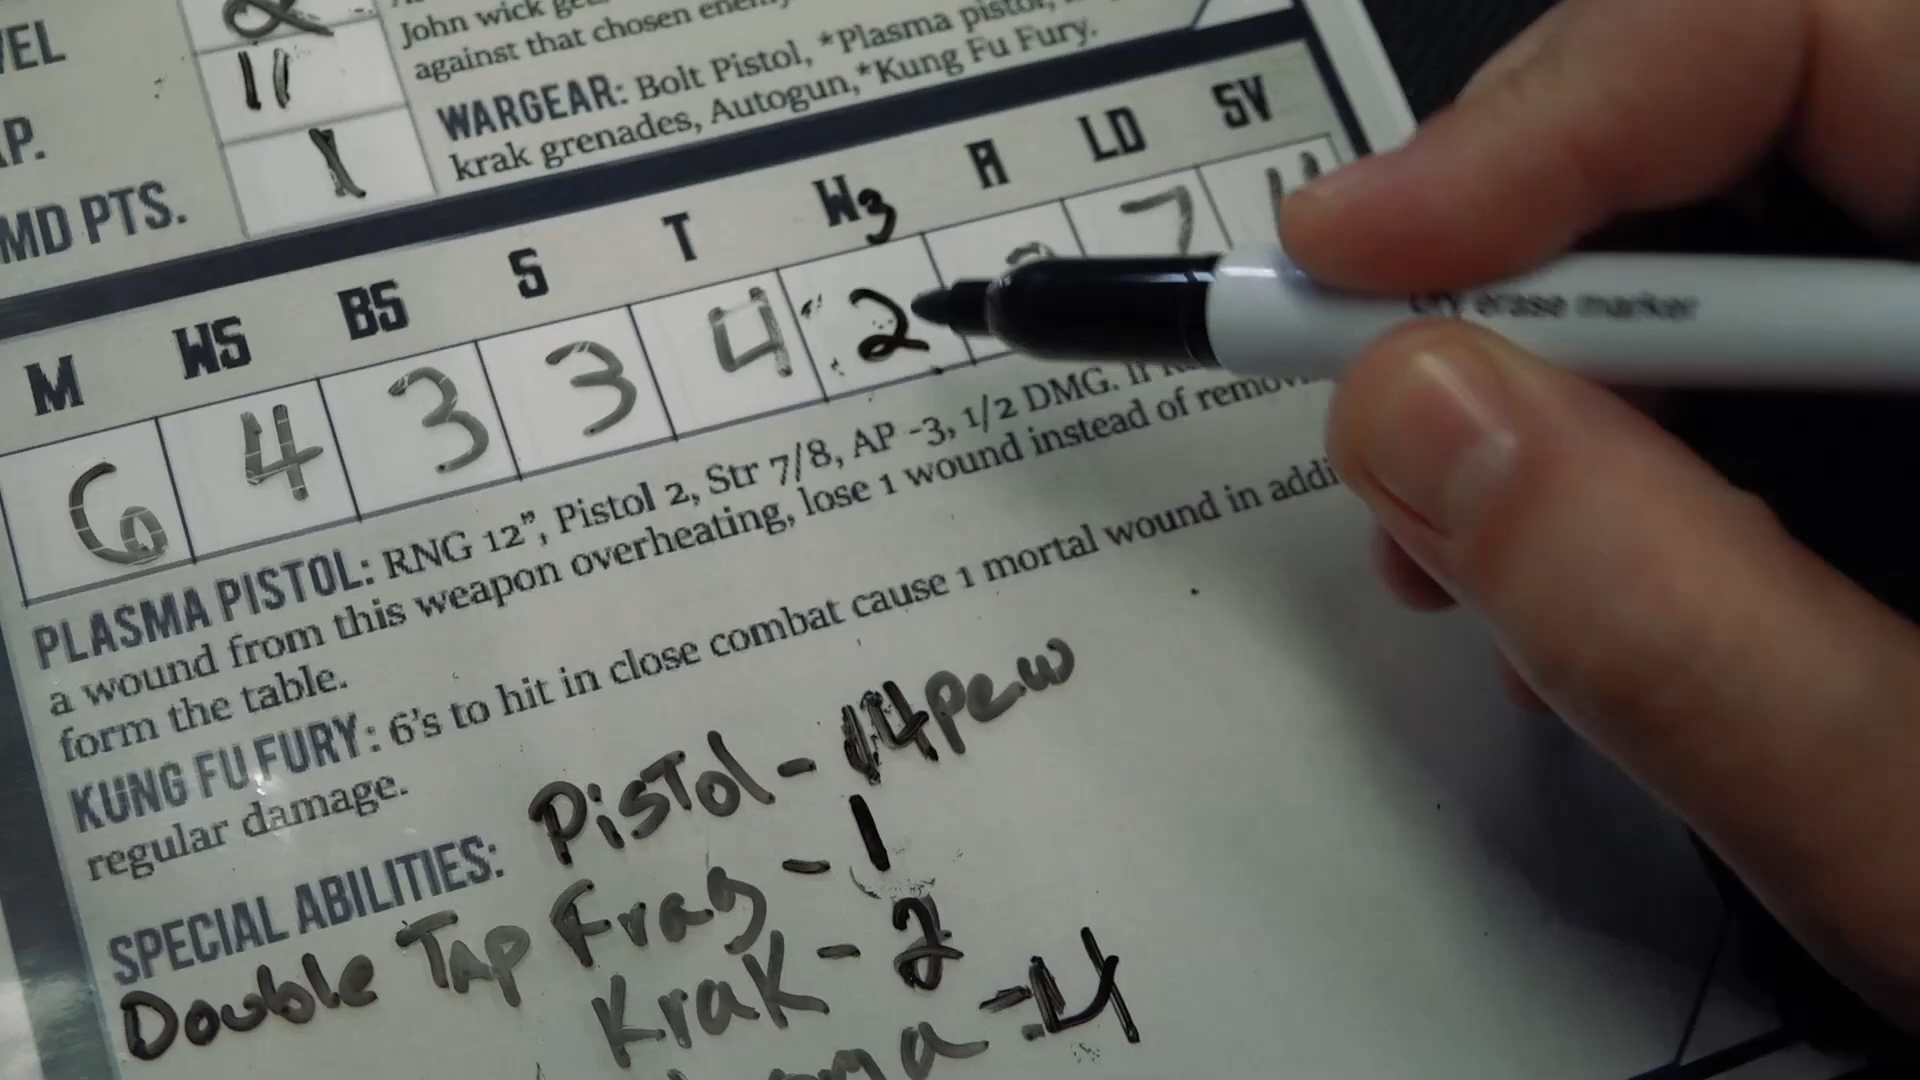 John wick
against that chosen enemy
WARGEAR: Bolt Pistol, *Plasma pistol,
krak grenades, Autogun, *Kung Fu Fury.
11
1
MD PTS.
M WS BS S T W3 A LD SV
6 4 3 3 4 2 7
PLASMA PISTOL: RNG 12", Pistol 2, Str 7/8, AP -3, 1/2 DMG. If
a wound from this weapon overheating, lose 1 wound instead of
form the table.
KUNG FU FURY: 6's to hit in close combat cause 1 mortal wound in
regular damage.
SPECIAL ABILITIES: Pistol - 14 Pew
Double Tap Frag - 1
Krak - 2
- 4
dry erase marker